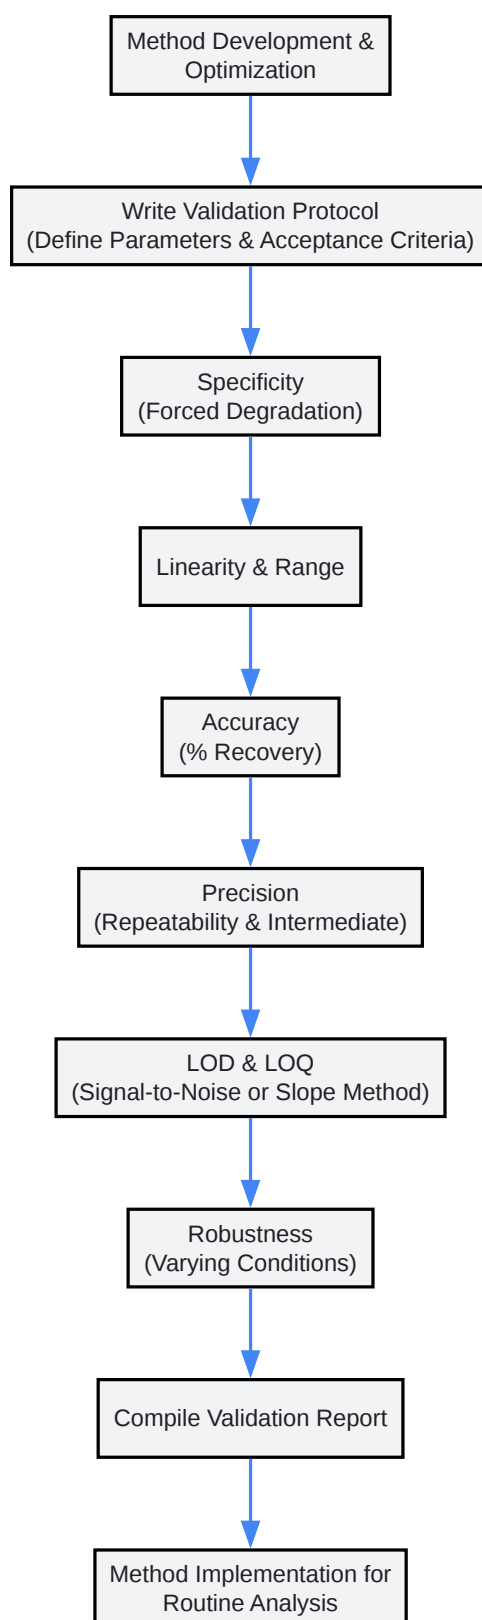 Method Development &
Optimization
Write Validation Protocol
(Define Parameters & Acceptance Criteria)
Specificity
(Forced Degradation)
Linearity & Range
Accuracy
(% Recovery)
Precision
(Repeatability & Intermediate)
LOD & LOQ
(Signal-to-Noise or Slope Method)
Robustness
(Varying Conditions)
Compile Validation Report
Method Implementation for
Routine Analysis